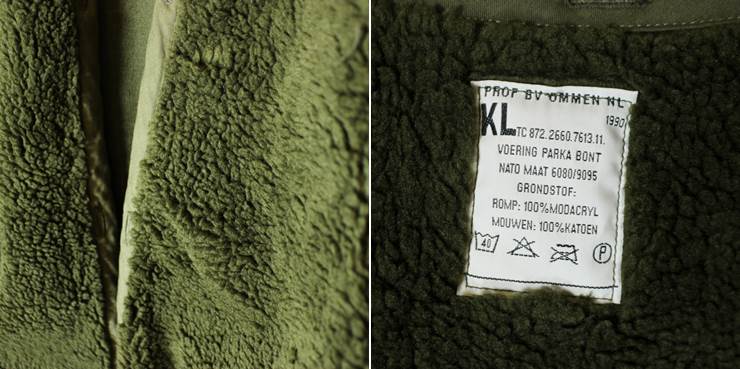 PROF BV OMMEN NL
1990
KL TC 872.2660.7613.11.
VOERING PARKA BONT
NATO MAAT 6080/9095
GRONDSTOF:
ROMP: 100%MODACRYL
MOUWEN: 100%KATOEN
40 P